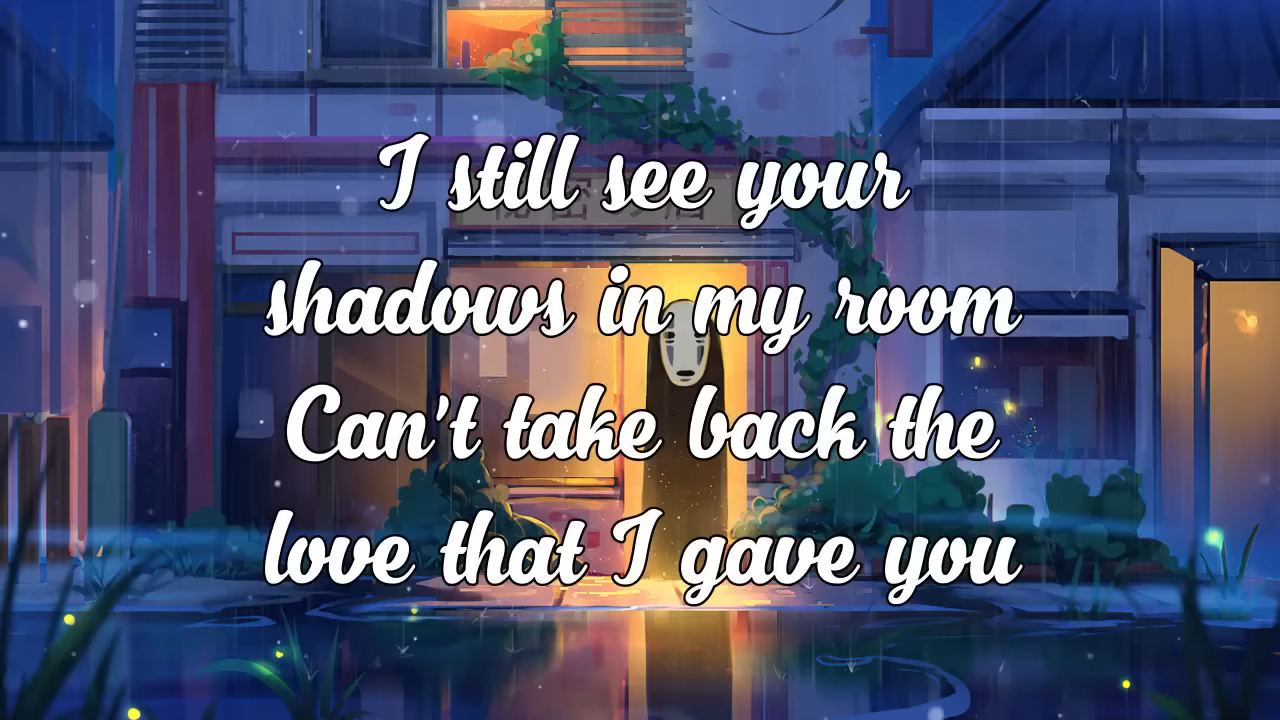 I still see your
shadows in my room
Can't take back the
love that I gave you